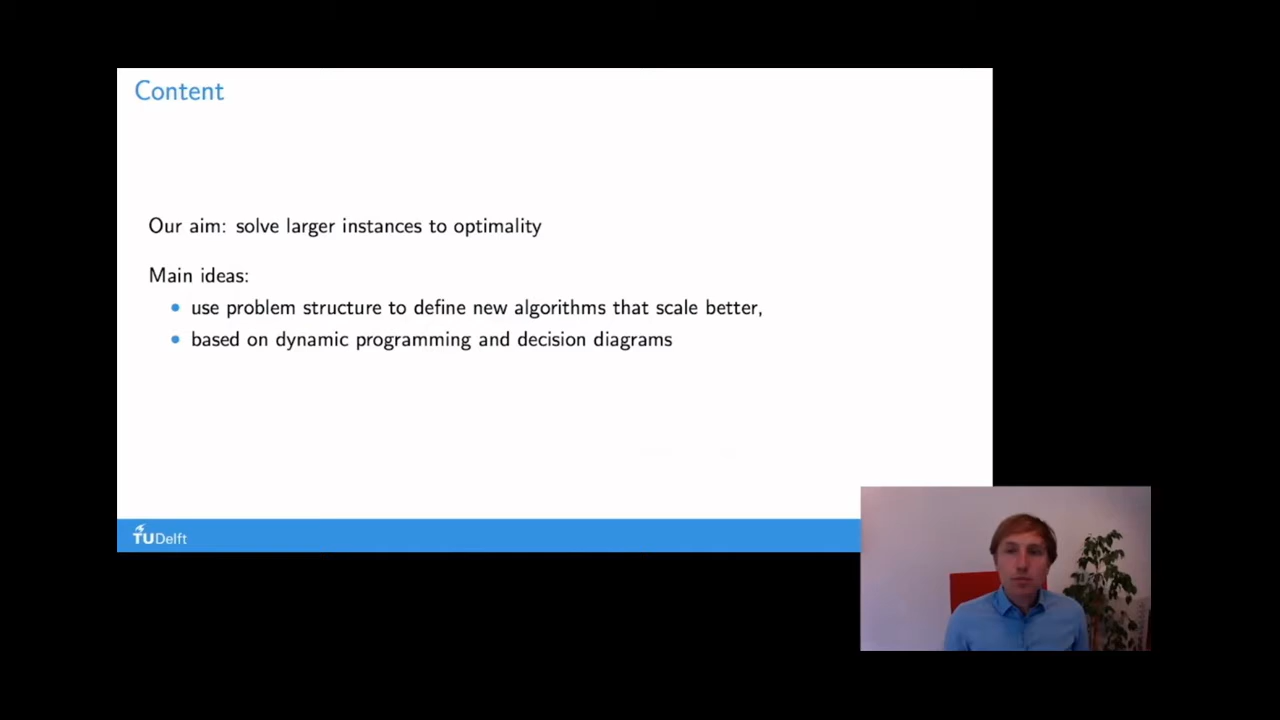 Content
Our aim: solve larger instances to optimality
Main ideas:
• use problem structure to define new algorithms that scale better,
• based on dynamic programming and decision diagrams
TUDelft